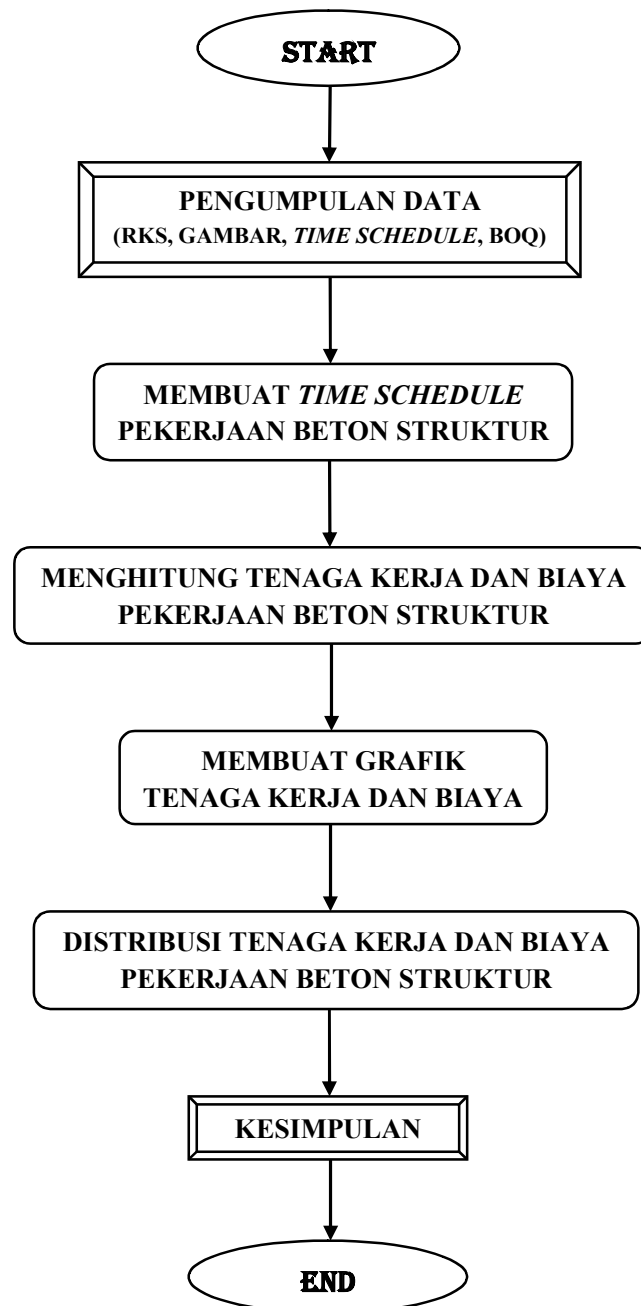 START
PENGUMPULAN DATA
(RKS, GAMBAR, TIME SCHEDULE, BOQ)
MEMBUAT TIME SCHEDULE
PEKERJAAN BETON STRUKTUR
MENGHITUNG TENAGA KERJA DAN BIAYA
PEKERJAAN BETON STRUKTUR
MEMBUAT GRAFIK
TENAGA KERJA DAN BIAYA
DISTRIBUSI TENAGA KERJA DAN BIAYA
PEKERJAAN BETON STRUKTUR
KESIMPULAN
END